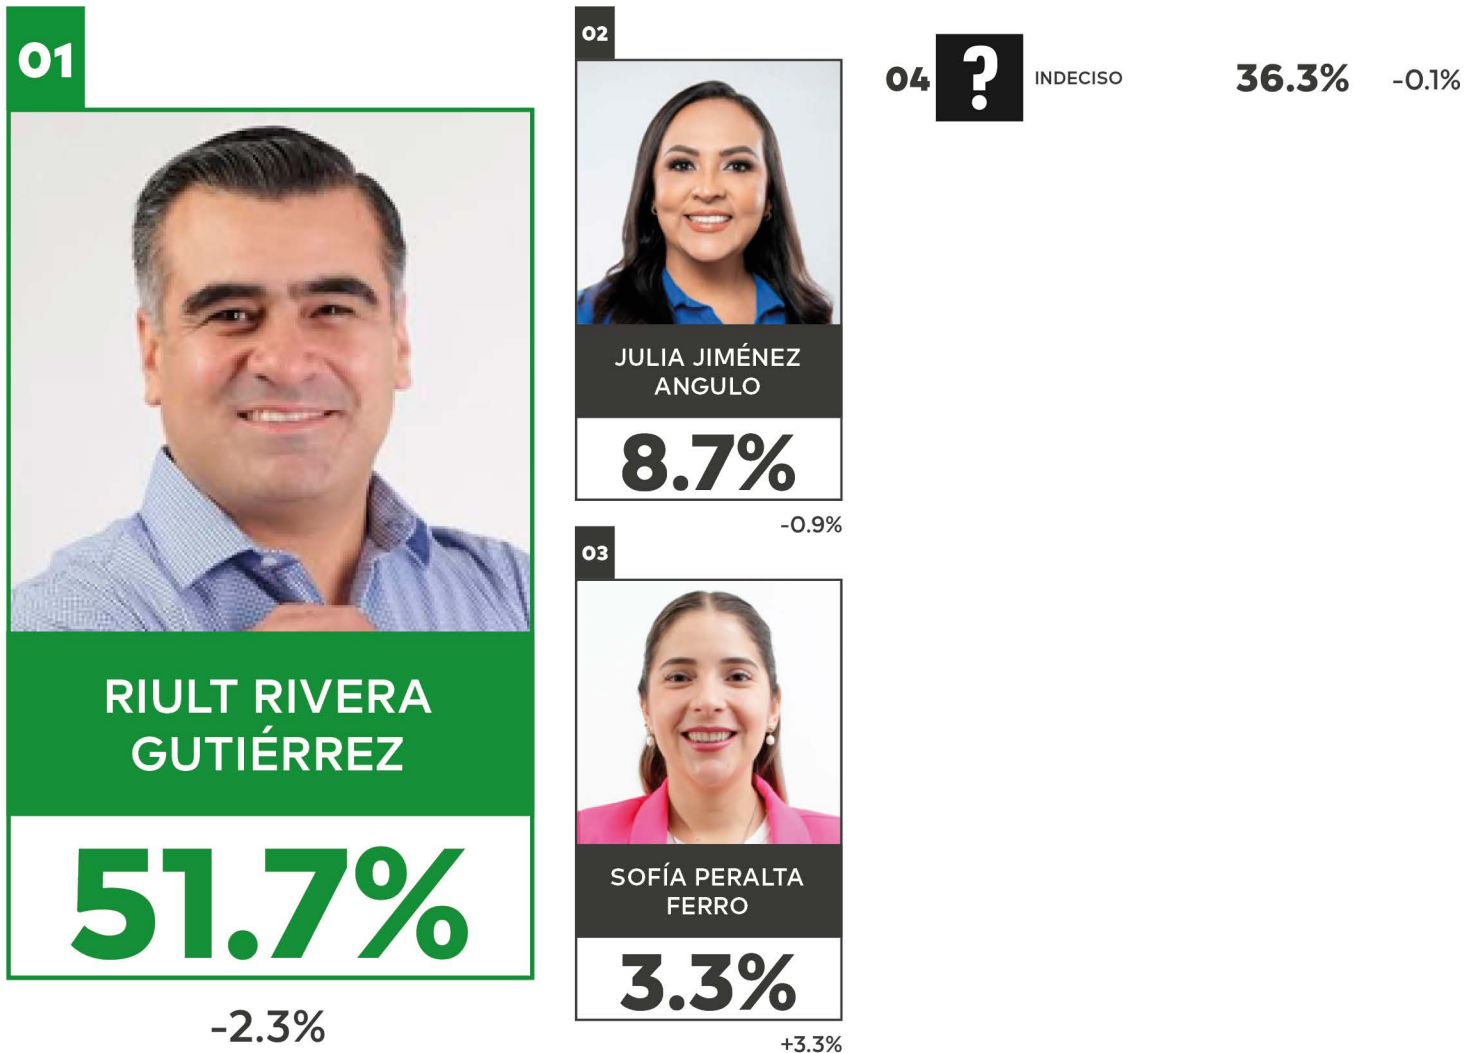 01
RIULT RIVERA
GUTIÉRREZ
51.7%
-2.3%
02
JULIA JIMÉNEZ
ANGULO
8.7%
-0.9%
03
SOFÍA PERALTA
FERRO
3.3%
+3.3%
04 ? INDECISO 36.3% -0.1%